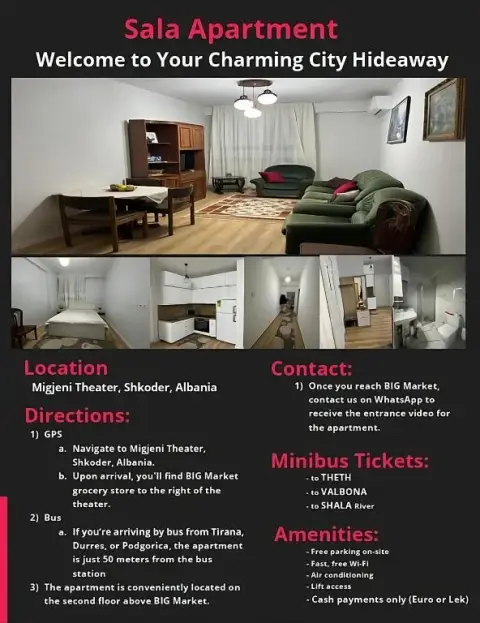 Sala Apartment
Welcome to Your Charming City Hideaway
Location
Migjeni Theater, Shkoder, Albania
Directions:
1) GPS
a. Navigate to Migjeni Theater,
Shkoder, Albania.
b. Upon arrival, you'll find BIG Market
grocery store to the right of the
theater.
2) Bus
a. If you're arriving by bus from Tirana,
Durres, or Podgorica, the apartment
is just 50 meters from the bus
station
3) The apartment is conveniently located on
the second floor above BIG Market.
Contact:
1) Once you reach BIG Market,
contact us on WhatsApp to
receive the entrance video for
the apartment.
Minibus Tickets:
- to THETH
- to VALBONA
- to SHALA River
Amenities:
- Free parking on-site
- Fast, free Wi-Fi
- Air conditioning
- Lift access
- Cash payments only (Euro or Lek)